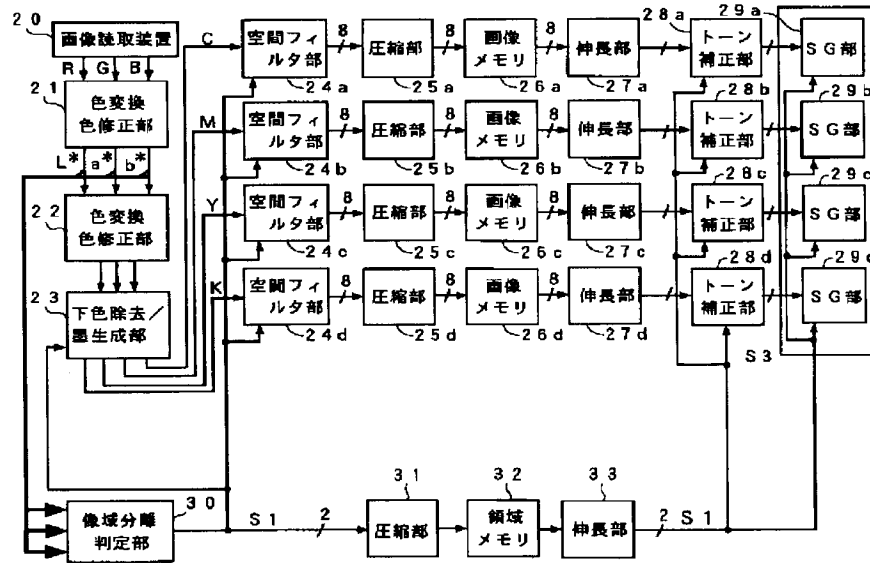 20
画像読取装置
R G B
21
色変換
色修正部
L* a* b*
22
色変換
色修正部
23
下色除去／
墨生成部
C
空間フィ
ルタ部
24a
8
圧縮部
25a
8
画像
メモリ
26a
8
伸長部
27a
28a
トーン
補正部
29a
SG部
M
空間フィ
ルタ部
24b
8
圧縮部
25b
8
画像
メモリ
26b
8
伸長部
27b
28b
トーン
補正部
29b
SG部
Y
空間フィ
ルタ部
24c
8
圧縮部
25c
8
画像
メモリ
26c
8
伸長部
27c
28c
トーン
補正部
29c
SG部
K
空間フィ
ルタ部
24d
8
圧縮部
25d
8
画像
メモリ
26d
8
伸長部
27d
28d
トーン
補正部
29d
SG部
S3
30
像域分離
判定部
S1
2
31
圧縮部
32
領域
メモリ
33
伸長部
2
S1